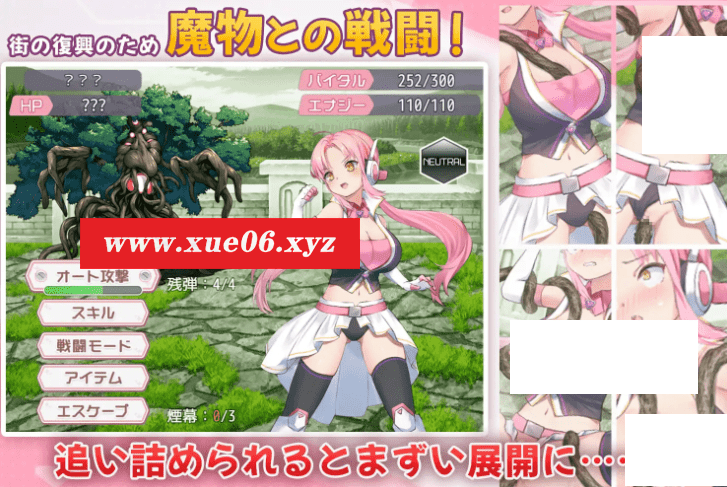 街の復興のため 魔物との戦闘！
？？？
HP ???
バイタル 252/300
エナジー 110/110
NEUTRAL
www.xue06.xyz
オート攻撃
残弾：4/4
スキル
戦闘モード
アイテム
エスケープ
煙幕：0/3
追い詰められるとまずい展開に……